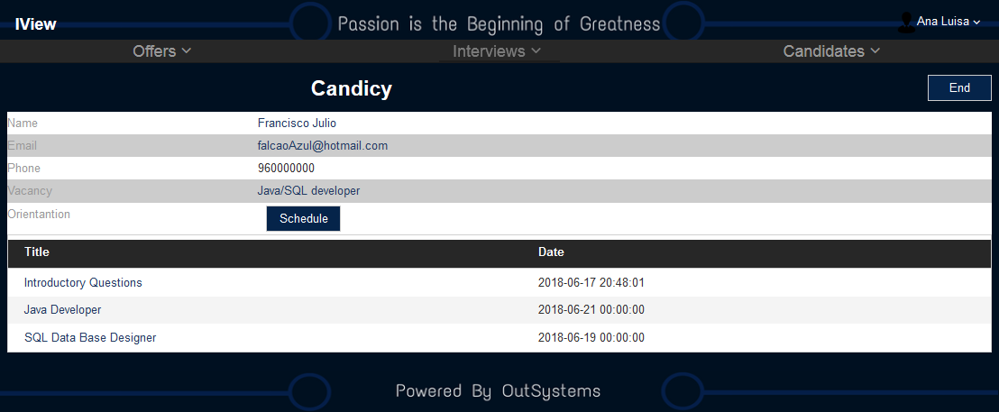 IView Passion is the Beginning of Greatness Ana Luisa
Offers Interviews Candidates
Candicy End
Name Francisco Julio
Email falcaoAzul@hotmail.com
Phone 960000000
Vacancy Java/SQL developer
Orientantion Schedule
Title Date
Introductory Questions 2018-06-17 20:48:01
Java Developer 2018-06-21 00:00:00
SQL Data Base Designer 2018-06-19 00:00:00
Powered By OutSystems